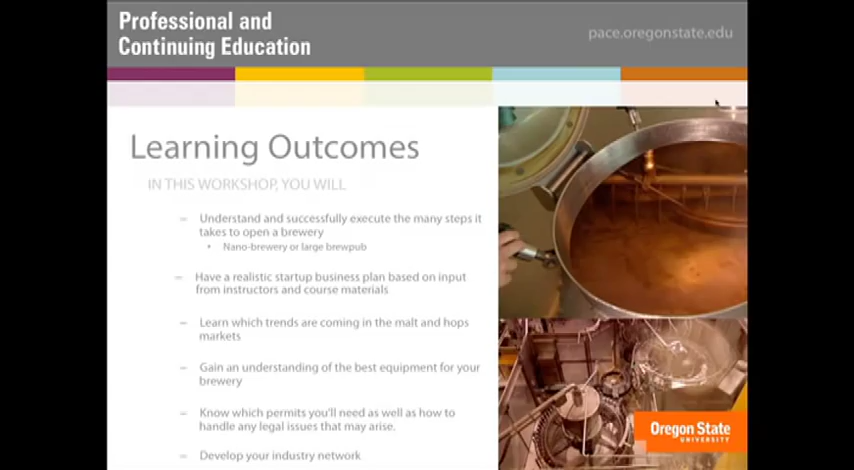 Professional and
Continuing Education
pace.oregonstate.edu
Learning Outcomes
IN THIS WORKSHOP, YOU WILL
– Understand and successfully execute the many steps it
takes to open a brewery
• Nano-brewery or large brewpub
– Have a realistic startup business plan based on input
from instructors and course materials
– Learn which trends are coming in the malt and hops
markets
– Gain an understanding of the best equipment for your
brewery
– Know which permits you'll need as well as how to
handle any legal issues that may arise.
– Develop your industry network
Oregon State
UNIVERSITY